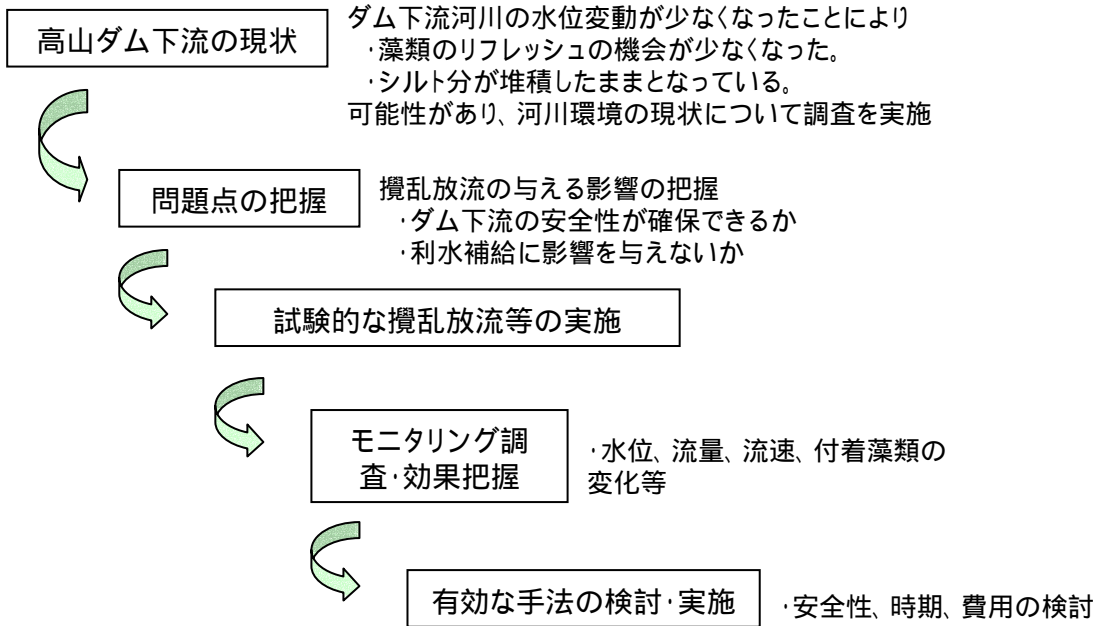 高山ダム下流の現状
ダム下流河川の水位変動が少なくなったことにより
・藻類のリフレッシュの機会が少なくなった。
・シルト分が堆積したままとなっている。
可能性があり、河川環境の現状について調査を実施
問題点の把握
攪乱放流の与える影響の把握
・ダム下流の安全性が確保できるか
・利水補給に影響を与えないか
試験的な攪乱放流等の実施
モニタリング調
査・効果把握
・水位、流量、流速、付着藻類の
変化等
有効な手法の検討・実施
・安全性、時期、費用の検討